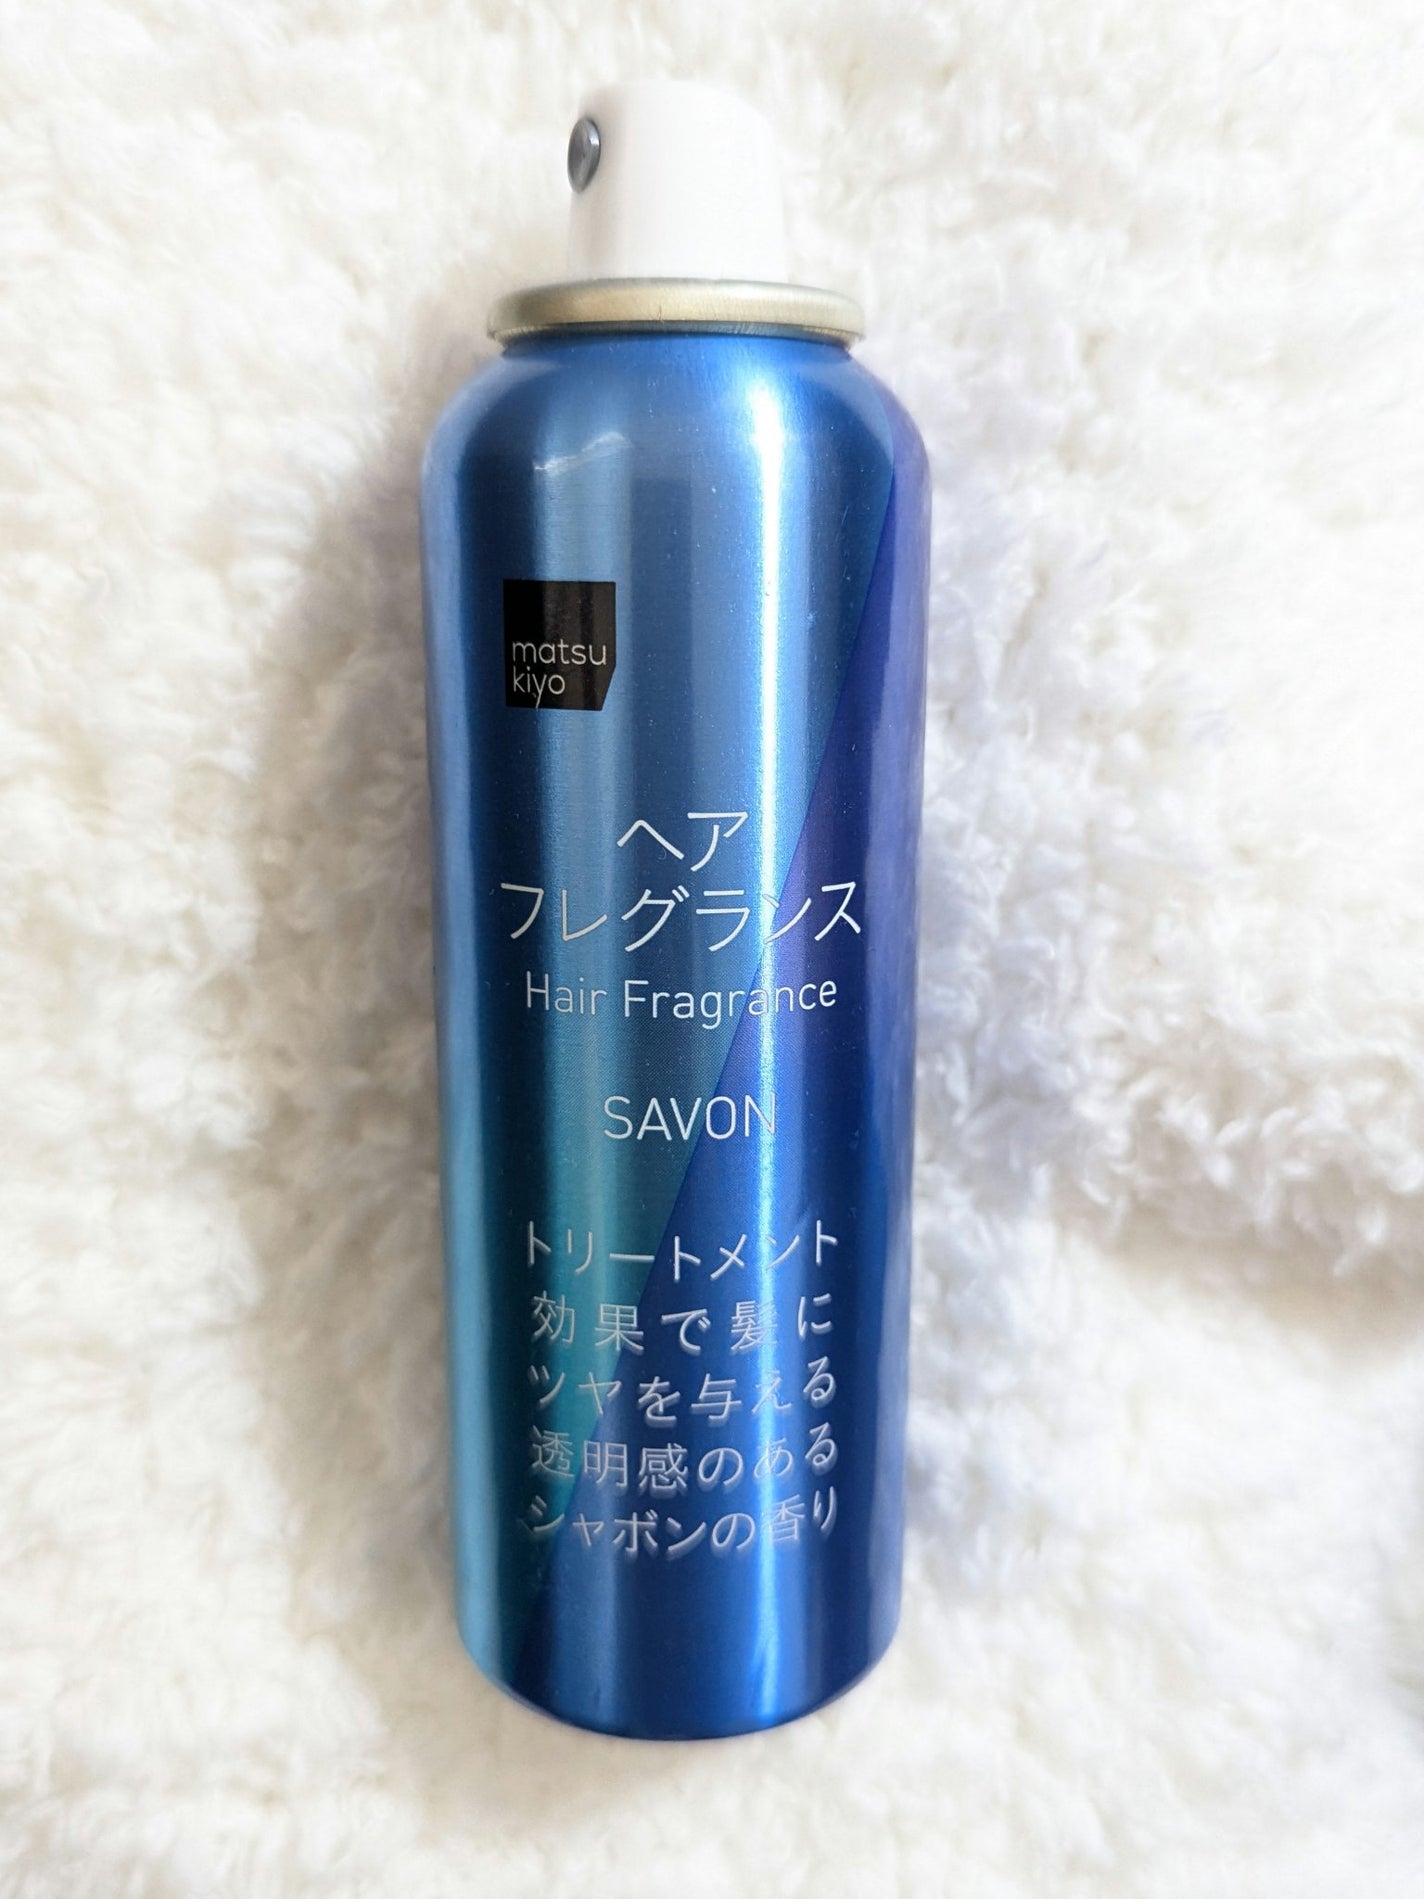 matsu
kiyo
ヘア
フレグランス
Hair Fragrance
SAVON
トリートメント
効果で髪に
ツヤを与える
透明感のある
シャボンの香り